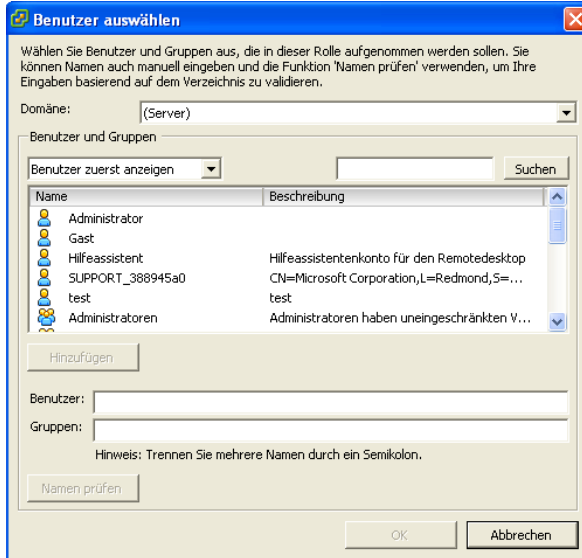 Benutzer auswählen
Wählen Sie Benutzer und Gruppen aus, die in dieser Rolle aufgenommen werden sollen. Sie
können Namen auch manuell eingeben und die Funktion 'Namen prüfen' verwenden, um Ihre
Eingaben basierend auf dem Verzeichnis zu validieren.
Domäne: (Server)
Benutzer und Gruppen
Benutzer zuerst anzeigen Suchen
Name Beschreibung
Administrator
Gast
Hilfeassistent Hilfeassistentenkonto für den Remotedesktop
SUPPORT_388945a0 CN=Microsoft Corporation,L=Redmond,S=...
test test
Administratoren Administratoren haben uneingeschränkten V...
Hinzufügen
Benutzer:
Gruppen:
Hinweis: Trennen Sie mehrere Namen durch ein Semikolon.
Namen prüfen
OK Abbrechen